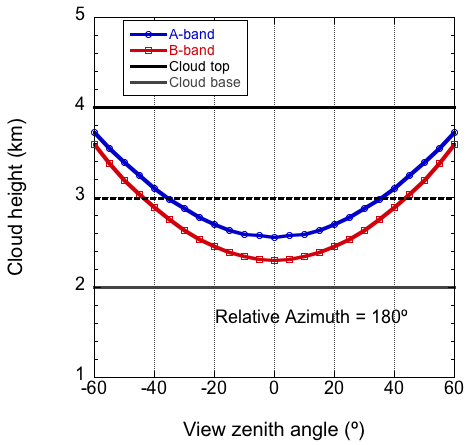 5
A-band
B-band
Cloud top
Cloud base
4
Cloud height (km)
3
2
Relative Azimuth = 180º
1
-60 -40 -20 0 20 40 60
View zenith angle (º)